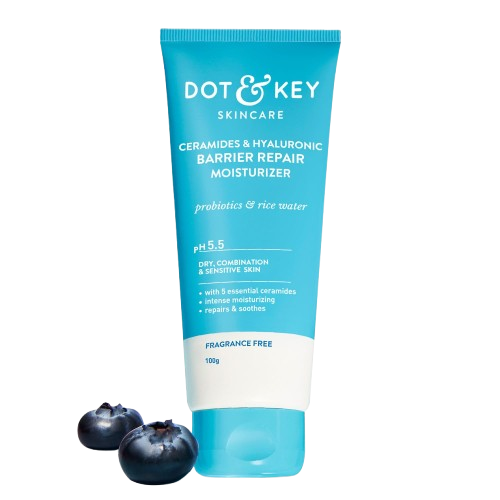 DOT & KEY
SKINCARE
CERAMIDES & HYALURONIC
BARRIER REPAIR
MOISTURIZER
probiotics & rice water
pH 5.5
DRY, COMBINATION
& SENSITIVE SKIN
• with 5 essential ceramides
• intense moisturizing
• repairs & soothes
FRAGRANCE FREE
100g